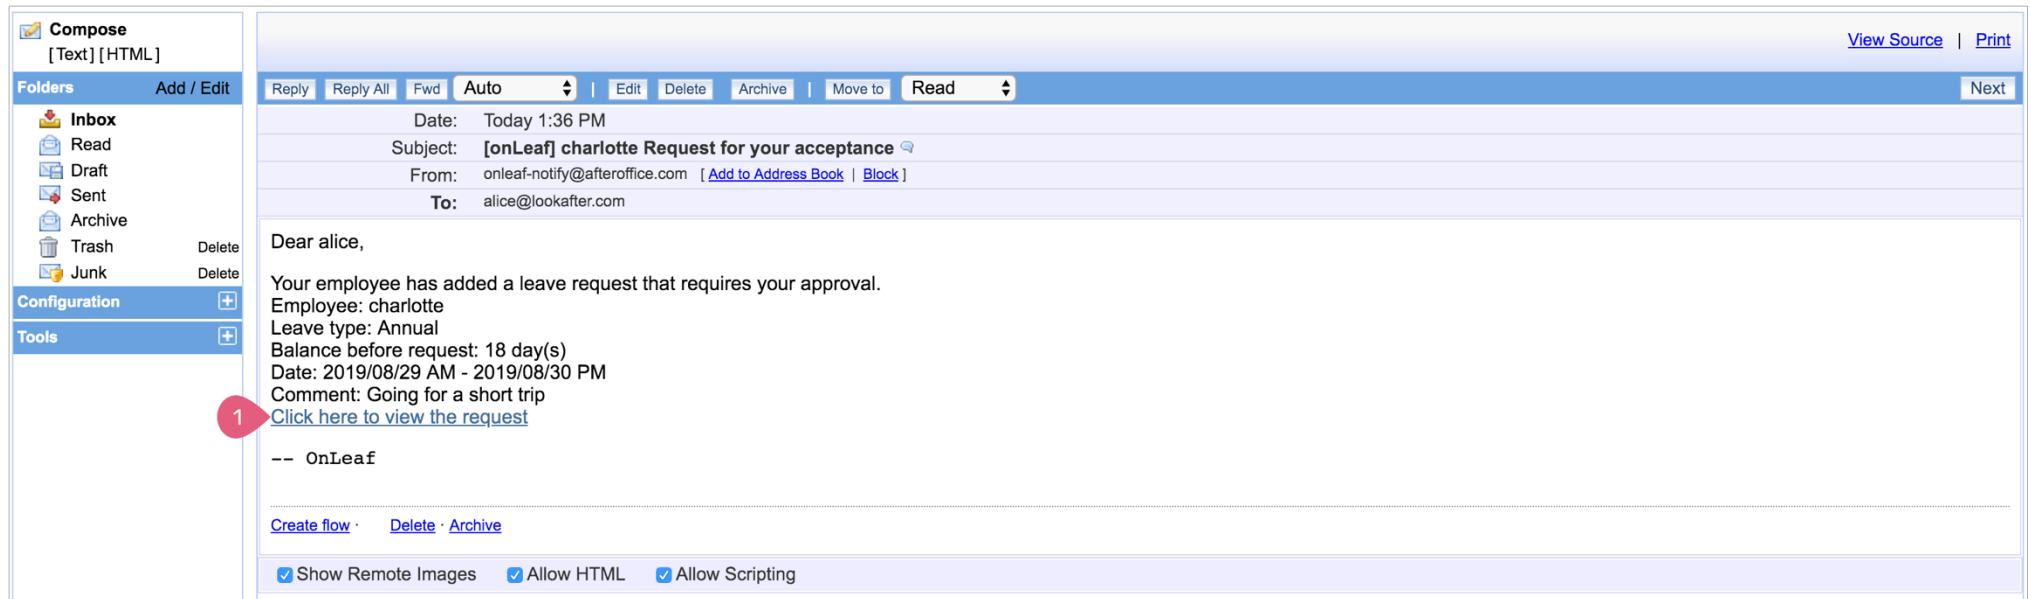 Compose
[Text] [HTML]
Folders Add / Edit
Inbox
Read
Draft
Sent
Archive
Trash Delete
Junk Delete
Configuration
Tools
View Source | Print
Reply Reply All Fwd Auto | Edit Delete Archive | Move to Read Next
Date: Today 1:36 PM
Subject: [onLeaf] charlotte Request for your acceptance
From: onleaf-notify@afteroffice.com [ Add to Address Book | Block ]
To: alice@lookafter.com
Dear alice,
Your employee has added a leave request that requires your approval.
Employee: charlotte
Leave type: Annual
Balance before request: 18 day(s)
Date: 2019/08/29 AM - 2019/08/30 PM
Comment: Going for a short trip
1 Click here to view the request
-- OnLeaf
Create flow · Delete · Archive
Show Remote Images Allow HTML Allow Scripting